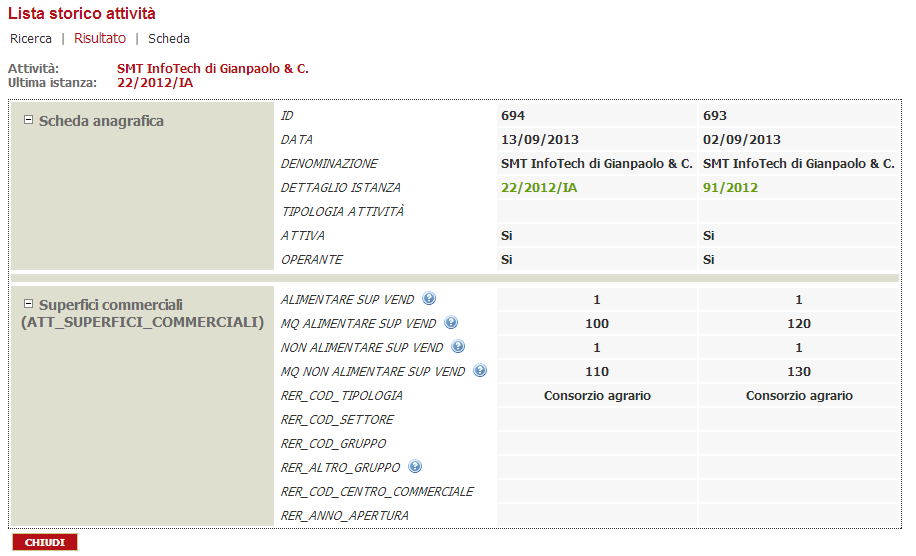 Lista storico attività
Ricerca | Risultato | Scheda
Attività: SMT InfoTech di Gianpaolo & C.
Ultima istanza: 22/2012/IA
Scheda anagrafica
ID 694 693
DATA 13/09/2013 02/09/2013
DENOMINAZIONE SMT InfoTech di Gianpaolo & C. SMT InfoTech di Gianpaolo & C.
DETTAGLIO ISTANZA 22/2012/IA 91/2012
TIPOLOGIA ATTIVITÀ
ATTIVA Si Si
OPERANTE Si Si
Superfici commerciali
(ATT_SUPERFICI_COMMERCIALI)
ALIMENTARE SUP VEND 1 1
MQ ALIMENTARE SUP VEND 100 120
NON ALIMENTARE SUP VEND 1 1
MQ NON ALIMENTARE SUP VEND 110 130
RER_COD_TIPOLOGIA Consorzio agrario Consorzio agrario
RER_COD_SETTORE
RER_COD_GRUPPO
RER_ALTRO_GRUPPO
RER_COD_CENTRO_COMMERCIALE
RER_ANNO_APERTURA
CHIUDI